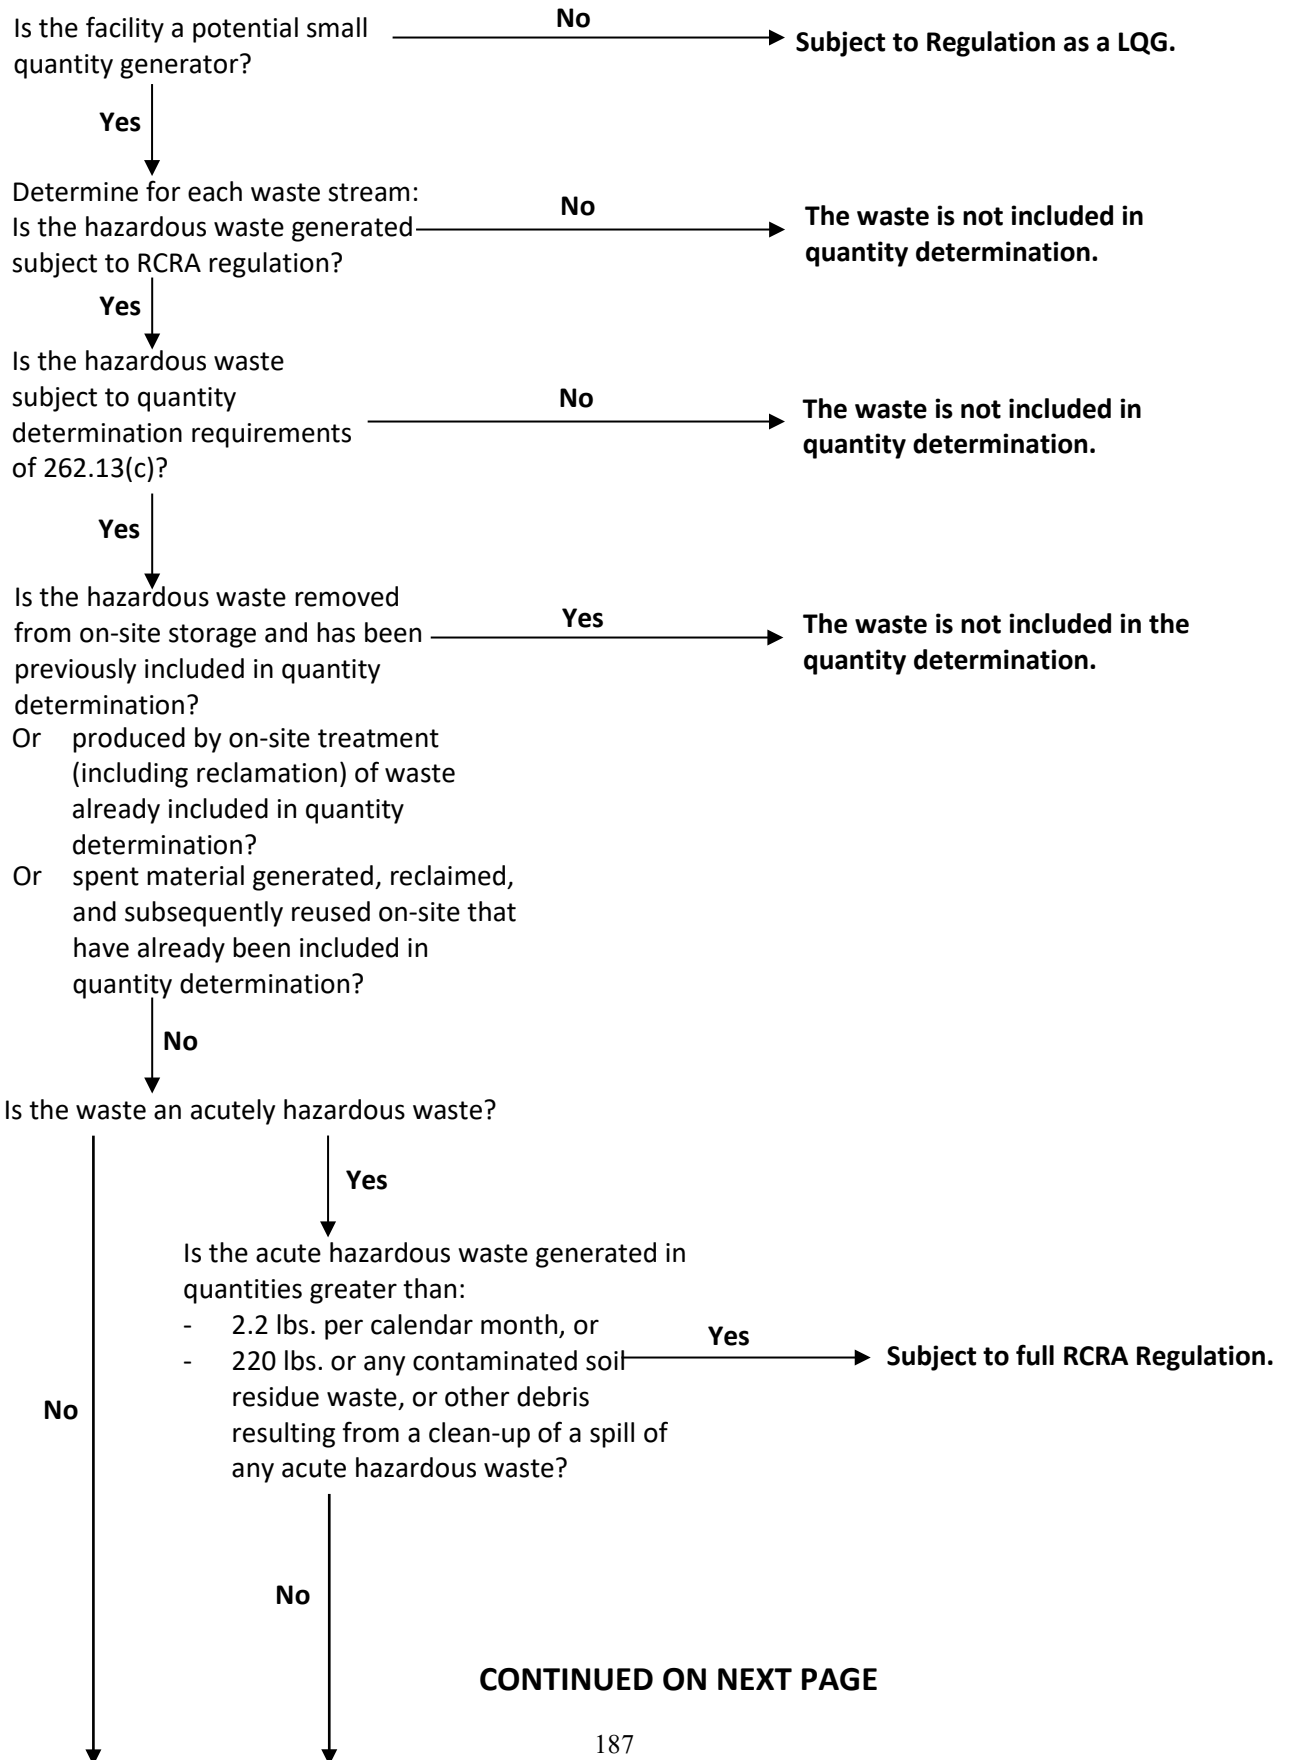 Is the facility a potential small
quantity generator?
No
Subject to Regulation as a LQG.
Yes
Determine for each waste stream:
Is the hazardous waste generated
subject to RCRA regulation?
No
The waste is not included in
quantity determination.
Yes
Is the hazardous waste
subject to quantity
determination requirements
of 262.13(c)?
No
The waste is not included in
quantity determination.
Yes
Is the hazardous waste removed
from on-site storage and has been
previously included in quantity
determination?
Or produced by on-site treatment
(including reclamation) of waste
already included in quantity
determination?
Or spent material generated, reclaimed,
and subsequently reused on-site that
have already been included in
quantity determination?
Yes
The waste is not included in the
quantity determination.
No
Is the waste an acutely hazardous waste?
Yes
Is the acute hazardous waste generated in
quantities greater than:
- 2.2 lbs. per calendar month, or
- 220 lbs. or any contaminated soil
residue waste, or other debris
resulting from a clean-up of a spill of
any acute hazardous waste?
Yes
Subject to full RCRA Regulation.
No
No
CONTINUED ON NEXT PAGE
187